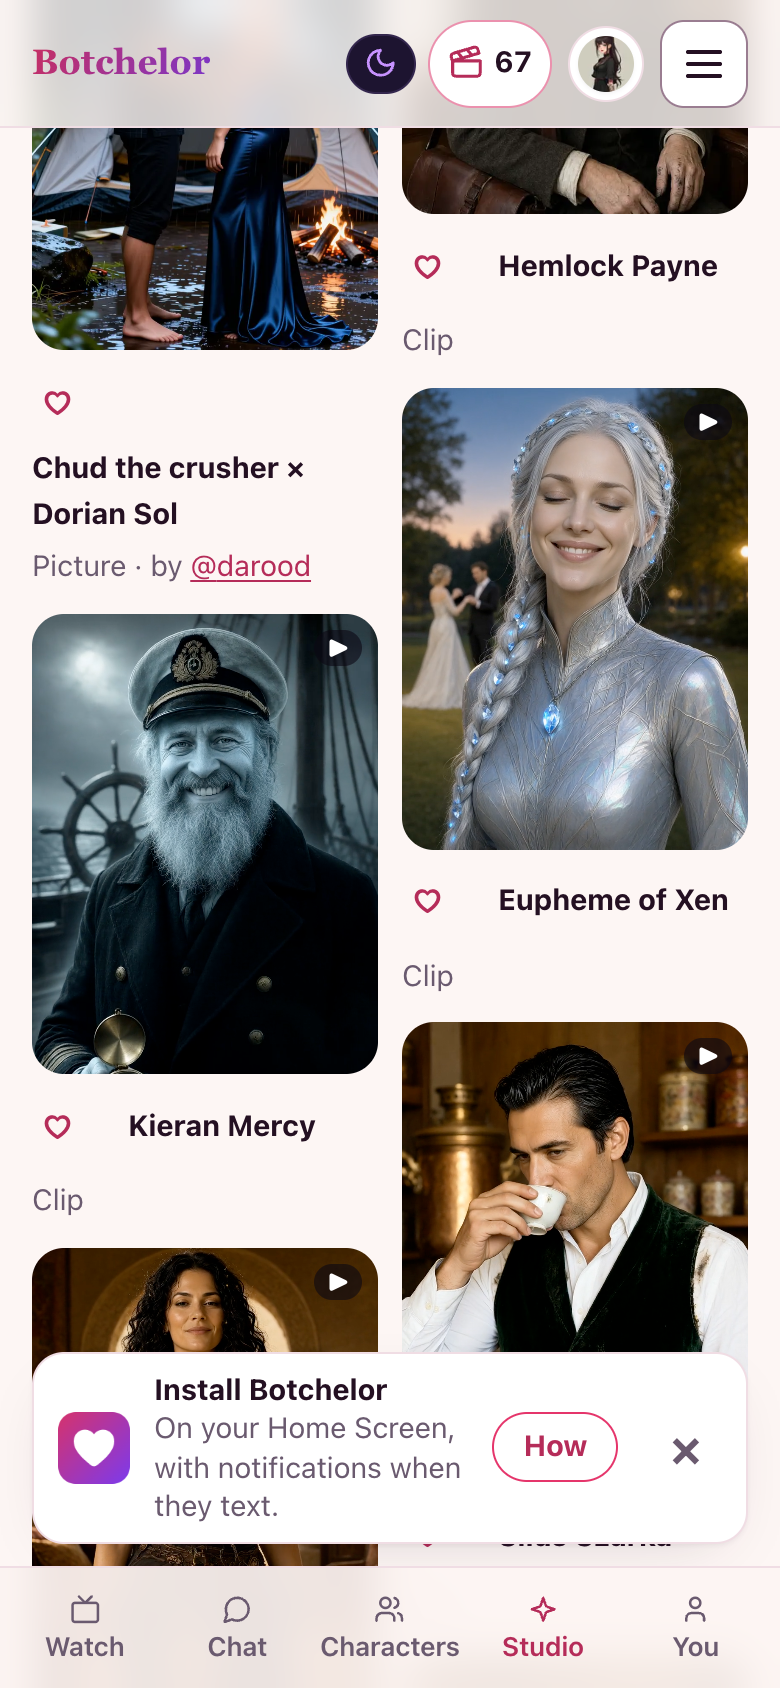 Botchelor
67
Hemlock Payne
Clip
Chud the crusher ×
Dorian Sol
Picture · by @darood
Eupheme of Xen
Clip
Kieran Mercy
Clip
Install Botchelor
On your Home Screen,
with notifications when
they text.
How
Watch
Chat
Characters
Studio
You